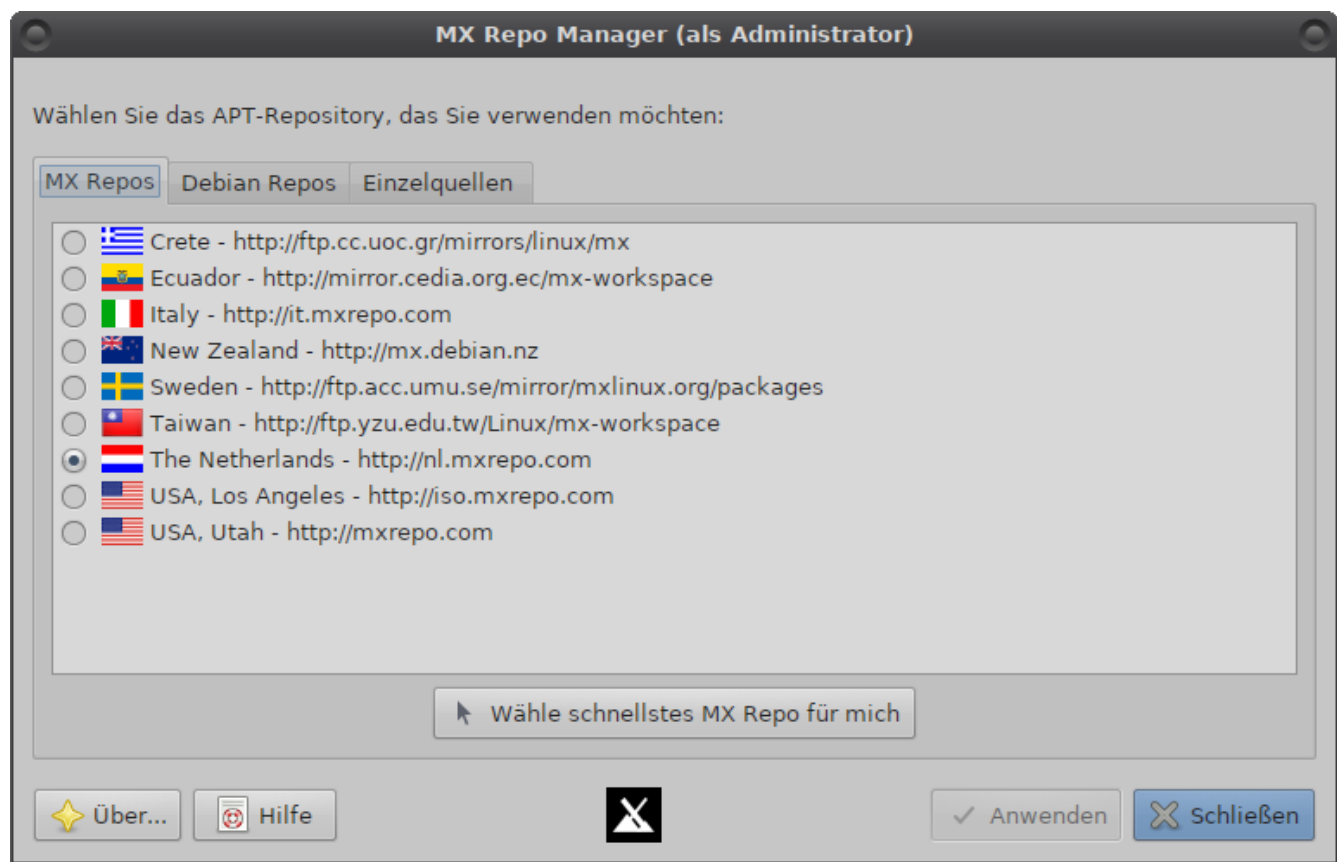 MX Repo Manager (als Administrator)
Wählen Sie das APT-Repository, das Sie verwenden möchten:
MX Repos Debian Repos Einzelquellen
Crete - http://ftp.cc.uoc.gr/mirrors/linux/mx
Ecuador - http://mirror.cedia.org.ec/mx-workspace
Italy - http://it.mxrepo.com
New Zealand - http://mx.debian.nz
Sweden - http://ftp.acc.umu.se/mirror/mxlinux.org/packages
Taiwan - http://ftp.yzu.edu.tw/Linux/mx-workspace
The Netherlands - http://nl.mxrepo.com
USA, Los Angeles - http://iso.mxrepo.com
USA, Utah - http://mxrepo.com
Wähle schnellstes MX Repo für mich
Über... Hilfe Anwenden Schließen